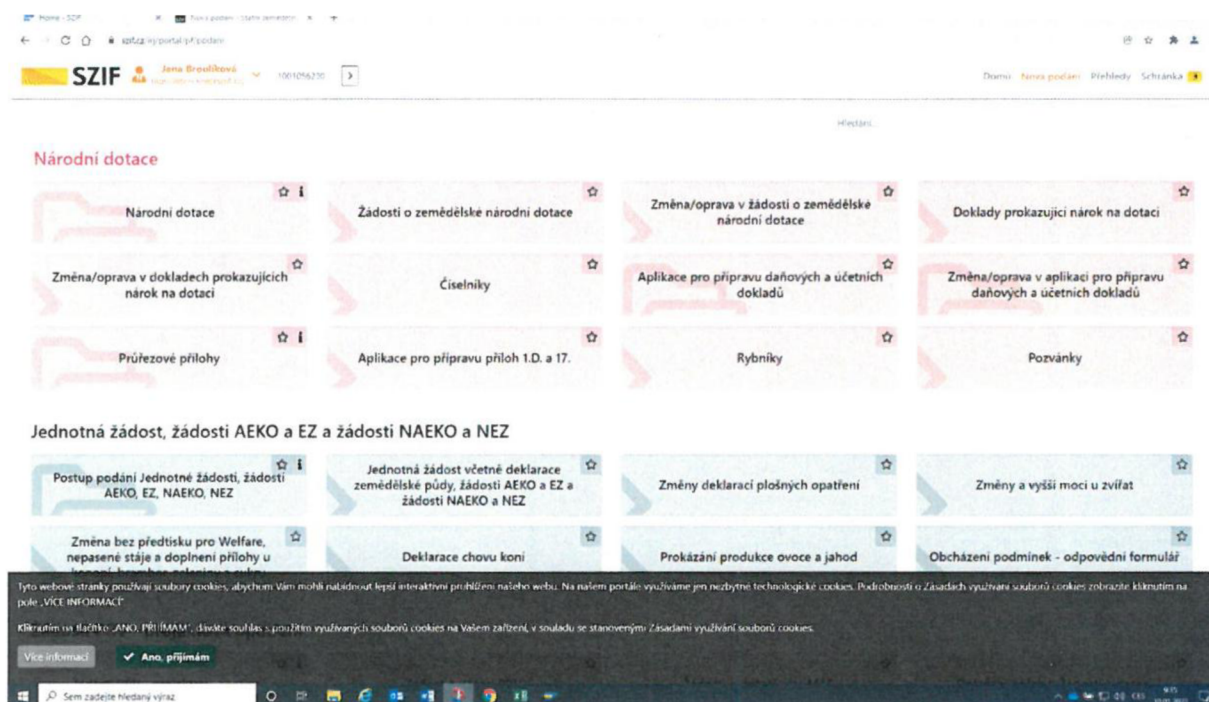 Home - SZIF
SZIF
Jana Broolíková
1001096230
Domů Nová podání Přehledy Schránka
Hledání...
Národní dotace
Národní dotace
Žádosti o zemědělské národní dotace
Změna/oprava v žádosti o zemědělské
národní dotace
Doklady prokazující nárok na dotaci
Změna/oprava v dokladech prokazujících
nárok na dotaci
Číselníky
Aplikace pro přípravu daňových a účetních
dokladů
Změna/oprava v aplikaci pro přípravu
daňových a účetních dokladů
Průřezové přílohy
Aplikace pro přípravu příloh 1.D. a 17.
Rybníky
Pozvánky
Jednotná žádost, žádosti AEKO a EZ a žádosti NAEKO a NEZ
Postup podání Jednotné žádosti, žádostí
AEKO, EZ, NAEKO, NEZ
Jednotná žádost včetně deklarace
zemědělské půdy, žádosti AEKO a EZ a
žádosti NAEKO a NEZ
Změny deklarací plošných opatření
Změny a vyšší moci u zvířat
Změna bez předtisku pro Welfare,
nepasené stáje a doplnění přílohy u
Deklarace chovu koní
Prokázání produkce ovoce a jahod
Obcházení podmínek - odpovědní formulář
Tyto webové stránky používají soubory cookies, abychom Vám mohli nabídnout lepší interaktivní prohlížení našeho webu. Na našem portále využíváme jen nezbytné technologické cookies. Podrobnosti o Zásadách využívání souborů cookies zobrazíte kliknutím na
pole „VÍCE INFORMACÍ“
Kliknutím na tlačítko „ANO, PŘIJÍMÁM“, dáváte souhlas s použitím využívaných souborů cookies na Vašem zařízení, v souladu se stanovenými Zásadami využívání souborů cookies.
Více informací
Ano, přijímám
Sem zadejte hledaný výraz